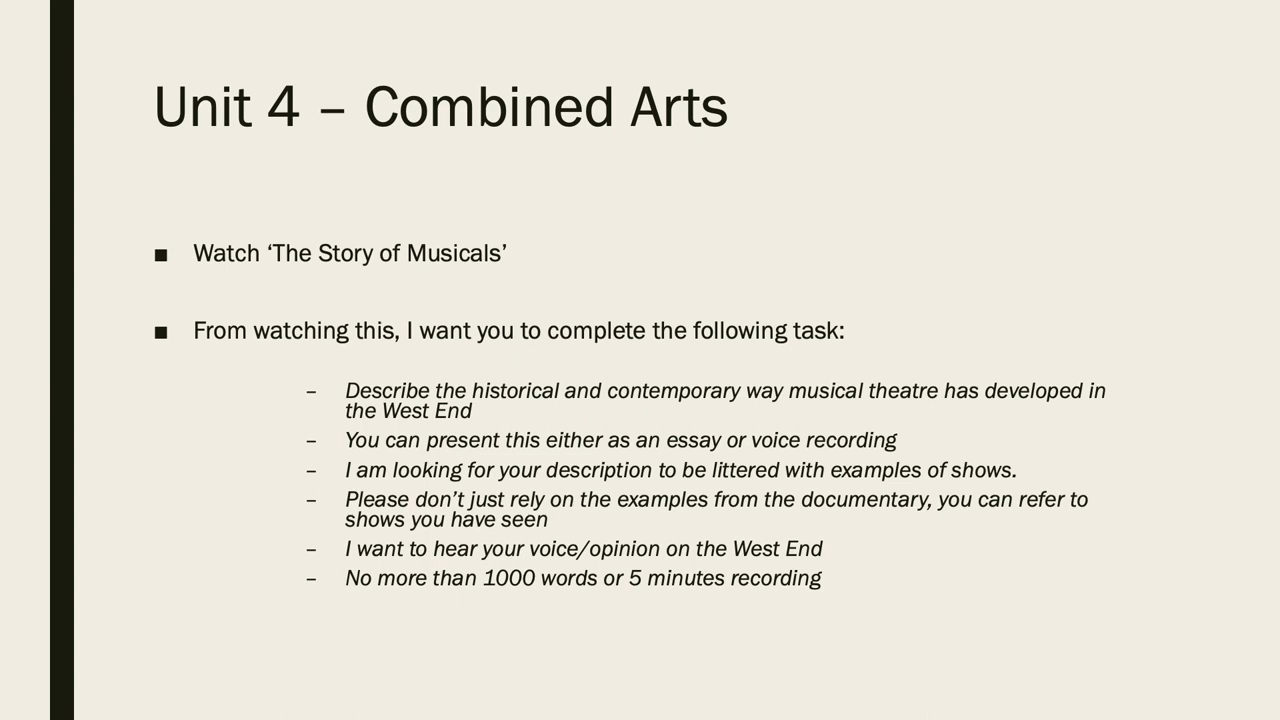 Unit 4 – Combined Arts
■ Watch ‘The Story of Musicals’
■ From watching this, I want you to complete the following task:
– Describe the historical and contemporary way musical theatre has developed in
the West End
– You can present this either as an essay or voice recording
– I am looking for your description to be littered with examples of shows.
– Please don’t just rely on the examples from the documentary, you can refer to
shows you have seen
– I want to hear your voice/opinion on the West End
– No more than 1000 words or 5 minutes recording